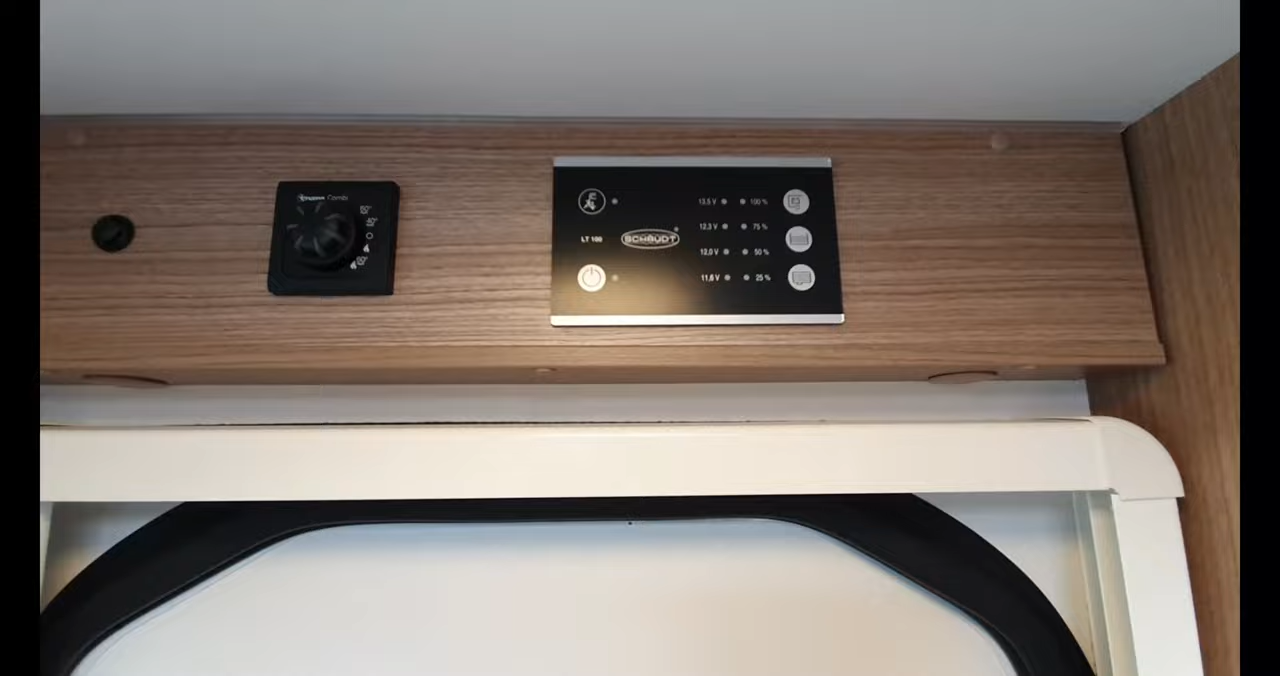 Truma Combi
LT 100
SCHAUDT
®
13,5 V 100 %
12,3 V 75 %
12,0 V 50 %
11,6 V 25 %